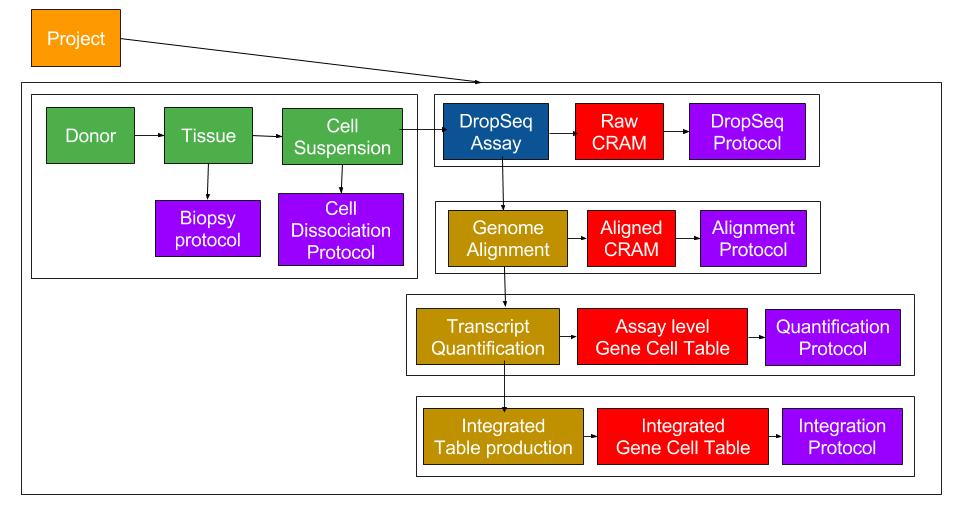 Project
Donor
Tissue
Cell
Suspension
DropSeq
Assay
Raw
CRAM
DropSeq
Protocol
Biopsy
protocol
Cell
Dissociation
Protocol
Genome
Alignment
Aligned
CRAM
Alignment
Protocol
Transcript
Quantification
Assay level
Gene Cell Table
Quantification
Protocol
Integrated
Table production
Integrated
Gene Cell Table
Integration
Protocol